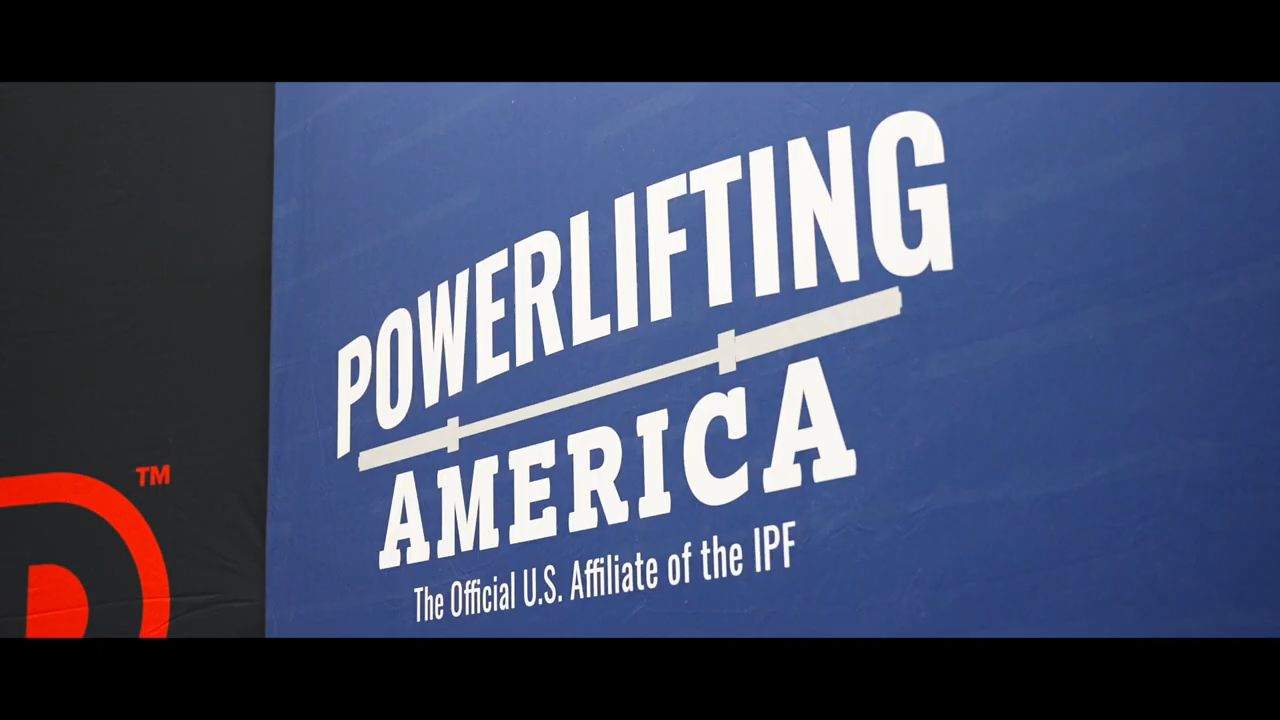 POWERLIFTING
AMERICA
The Official U.S. Affiliate of the IPF
TM